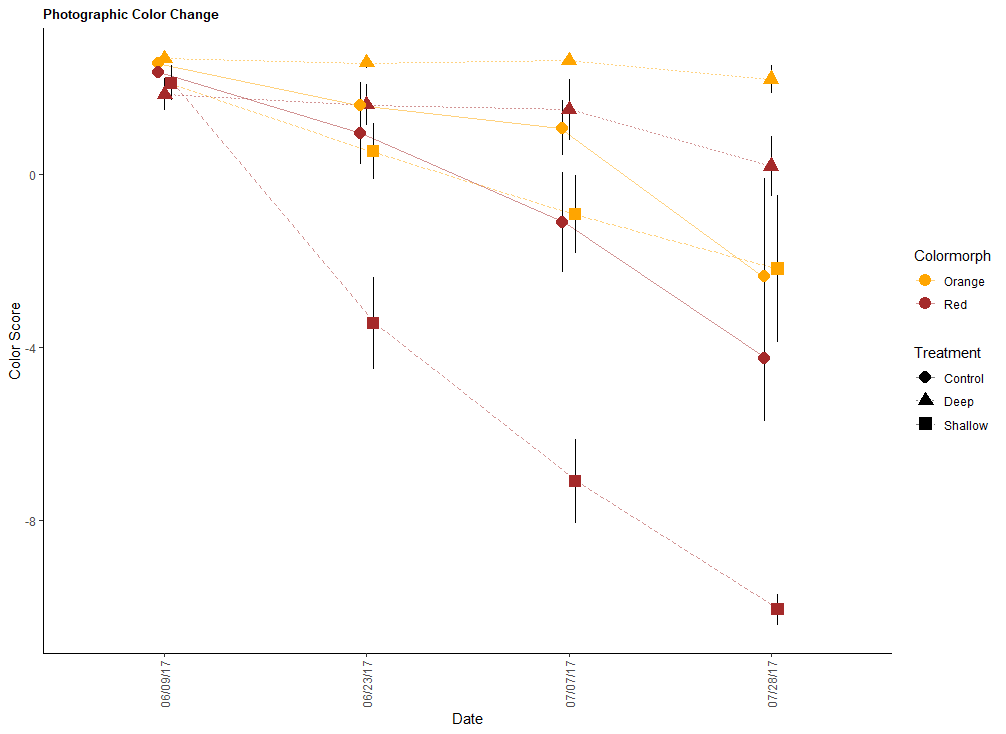 Photographic Color Change
0
-4
-8
Color Score
06/09/17
06/23/17
07/07/17
07/28/17
Date
Colormorph
Orange
Red
Treatment
Control
Deep
Shallow